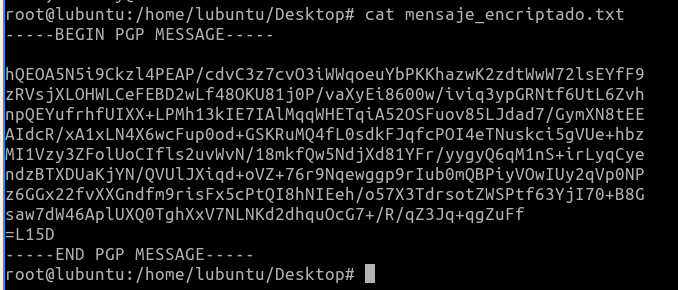 root@lubuntu:/home/lubuntu/Desktop# cat mensaje_encriptado.txt
-----BEGIN PGP MESSAGE-----
hQEOA5N5i9Ckzl4PEAP/cdvC3z7cvO3iWWqoeuYbPKKhazwK2zdtWwW72lsEYfF9
zRVsjXLOHWLCeFEBD2wLf48OKU81j0P/vaXyEi8600w/iviq3ypGRNtf6UtL6Zvh
npQEYufrhfUIXX+LPMh13kIE7IAlMqqWHETqiA52OSFuov85LJdad7/GymXN8tEE
AIdcR/xA1xLN4X6wcFup0od+GSKRuMQ4fL0sdkFJqfcPOI4eTNuskci5gVUe+hbz
MI1Vzy3ZFolUoCIfls2uvWvN/18mkfQw5NdjXd81YFr/yygyQ6qM1nS+irLyqCye
ndzBTXDUaKjYN/QVUlJXiqd+oVZ+76r9Nqewggp9rIub0mQBPiyVOwIUy2qVp0NP
z6GGx22fvXXGndfm9risFx5cPtQI8hNIEeh/o57X3TdrsotZWSPtf63YjI70+B8G
saw7dW46AplUXQ0TghXxV7NLNKd2dhquOcG7+/R/qZ3Jq+qgZuFf
=L15D
-----END PGP MESSAGE-----
root@lubuntu:/home/lubuntu/Desktop#